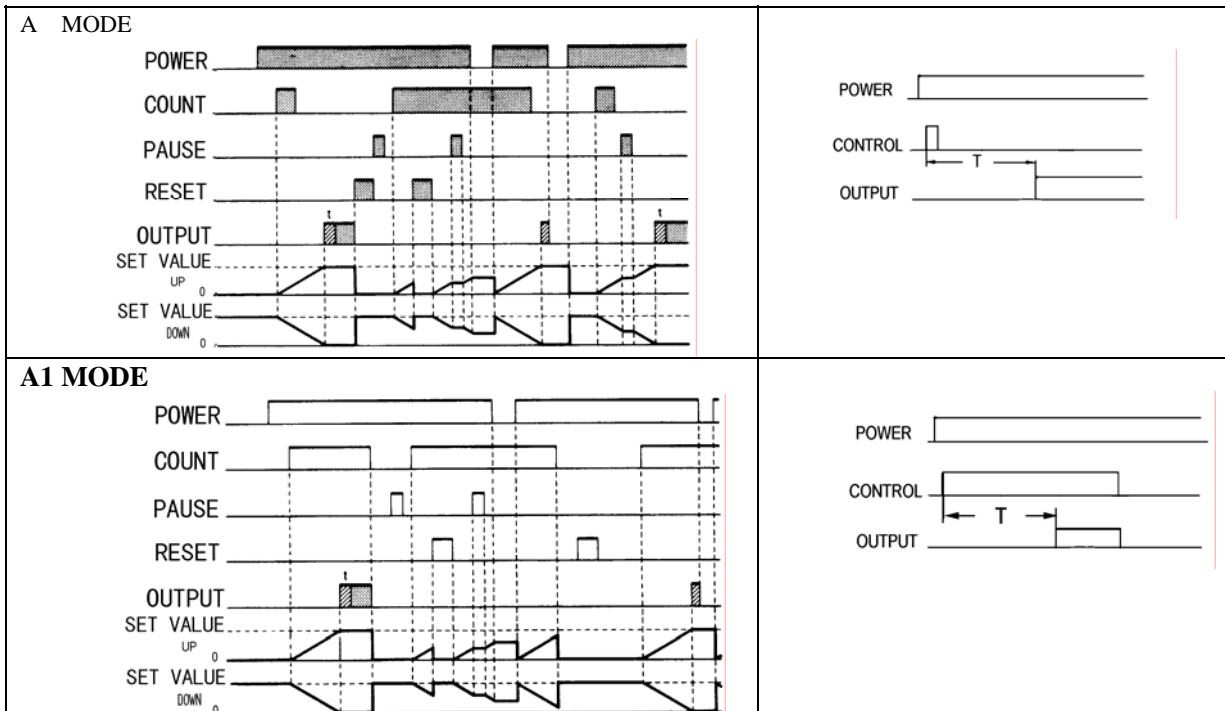 A MODE
POWER
COUNT
PAUSE
RESET
t
t
OUTPUT
SET VALUE
UP
0
SET VALUE
DOWN
0
POWER
CONTROL
T
OUTPUT
A1 MODE
POWER
COUNT
PAUSE
RESET
t
OUTPUT
SET VALUE
UP
0
SET VALUE
DOWN
0
POWER
CONTROL
T
OUTPUT